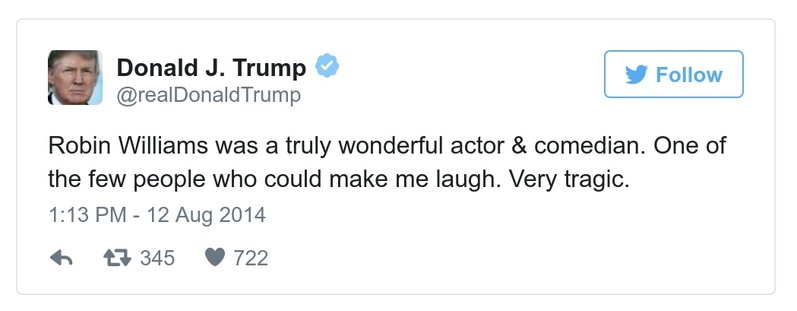 Donald J. Trump
@realDonaldTrump
Follow
Robin Williams was a truly wonderful actor & comedian. One of
the few people who could make me laugh. Very tragic.
1:13 PM - 12 Aug 2014
345 722